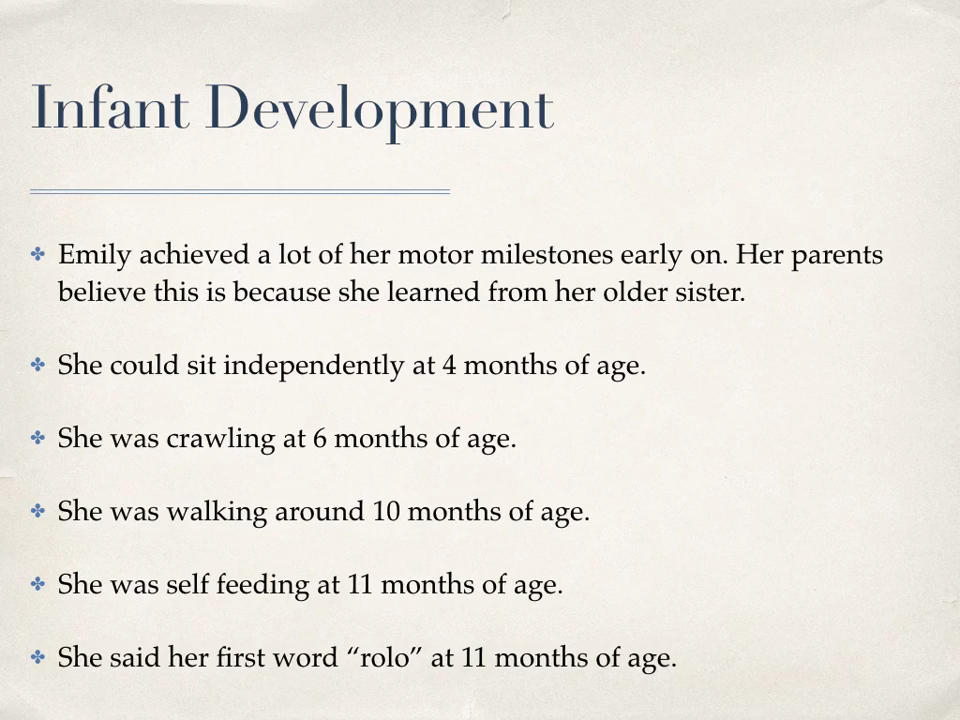 Infant Development
✤ Emily achieved a lot of her motor milestones early on. Her parents
believe this is because she learned from her older sister.
✤ She could sit independently at 4 months of age.
✤ She was crawling at 6 months of age.
✤ She was walking around 10 months of age.
✤ She was self feeding at 11 months of age.
✤ She said her first word “rolo” at 11 months of age.